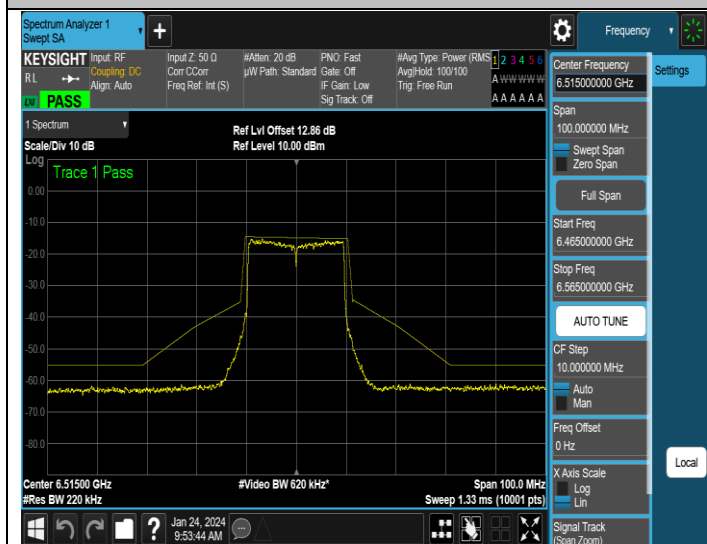 Spectrum Analyzer 1
Swept SA
Frequency
KEYSIGHT
R L
LXI
PASS
Input: RF
Coupling: DC
Align: Auto
Input Z: 50 Ω
Corr CCorr
Freq Ref: Int (S)
#Atten: 20 dB
µW Path: Standard
PNO: Fast
Gate: Off
IF Gain: Low
Sig Track: Off
#Avg Type: Power (RMS
Avg|Hold: 100/100
Trig: Free Run
1 2 3 4 5 6
A W W W W W
A A A A A A
Center Frequency
6.515000000 GHz
Settings
Span
100.000000 MHz
Swept Span
Zero Span
Full Span
Start Freq
6.465000000 GHz
Stop Freq
6.565000000 GHz
AUTO TUNE
CF Step
10.000000 MHz
Auto
Man
Freq Offset
0 Hz
X Axis Scale
Log
Lin
Local
Signal Track
(Span Zoom)
1 Spectrum
Scale/Div 10 dB
Ref Lvl Offset 12.86 dB
Ref Level 10.00 dBm
Log
Trace 1 Pass
0.00
-10.0
-20.0
-30.0
-40.0
-50.0
-60.0
-70.0
-80.0
Center 6.51500 GHz
#Res BW 220 kHz
#Video BW 620 kHz*
Span 100.0 MHz
Sweep 1.33 ms (10001 pts)
?
Jan 24, 2024
9:53:44 AM